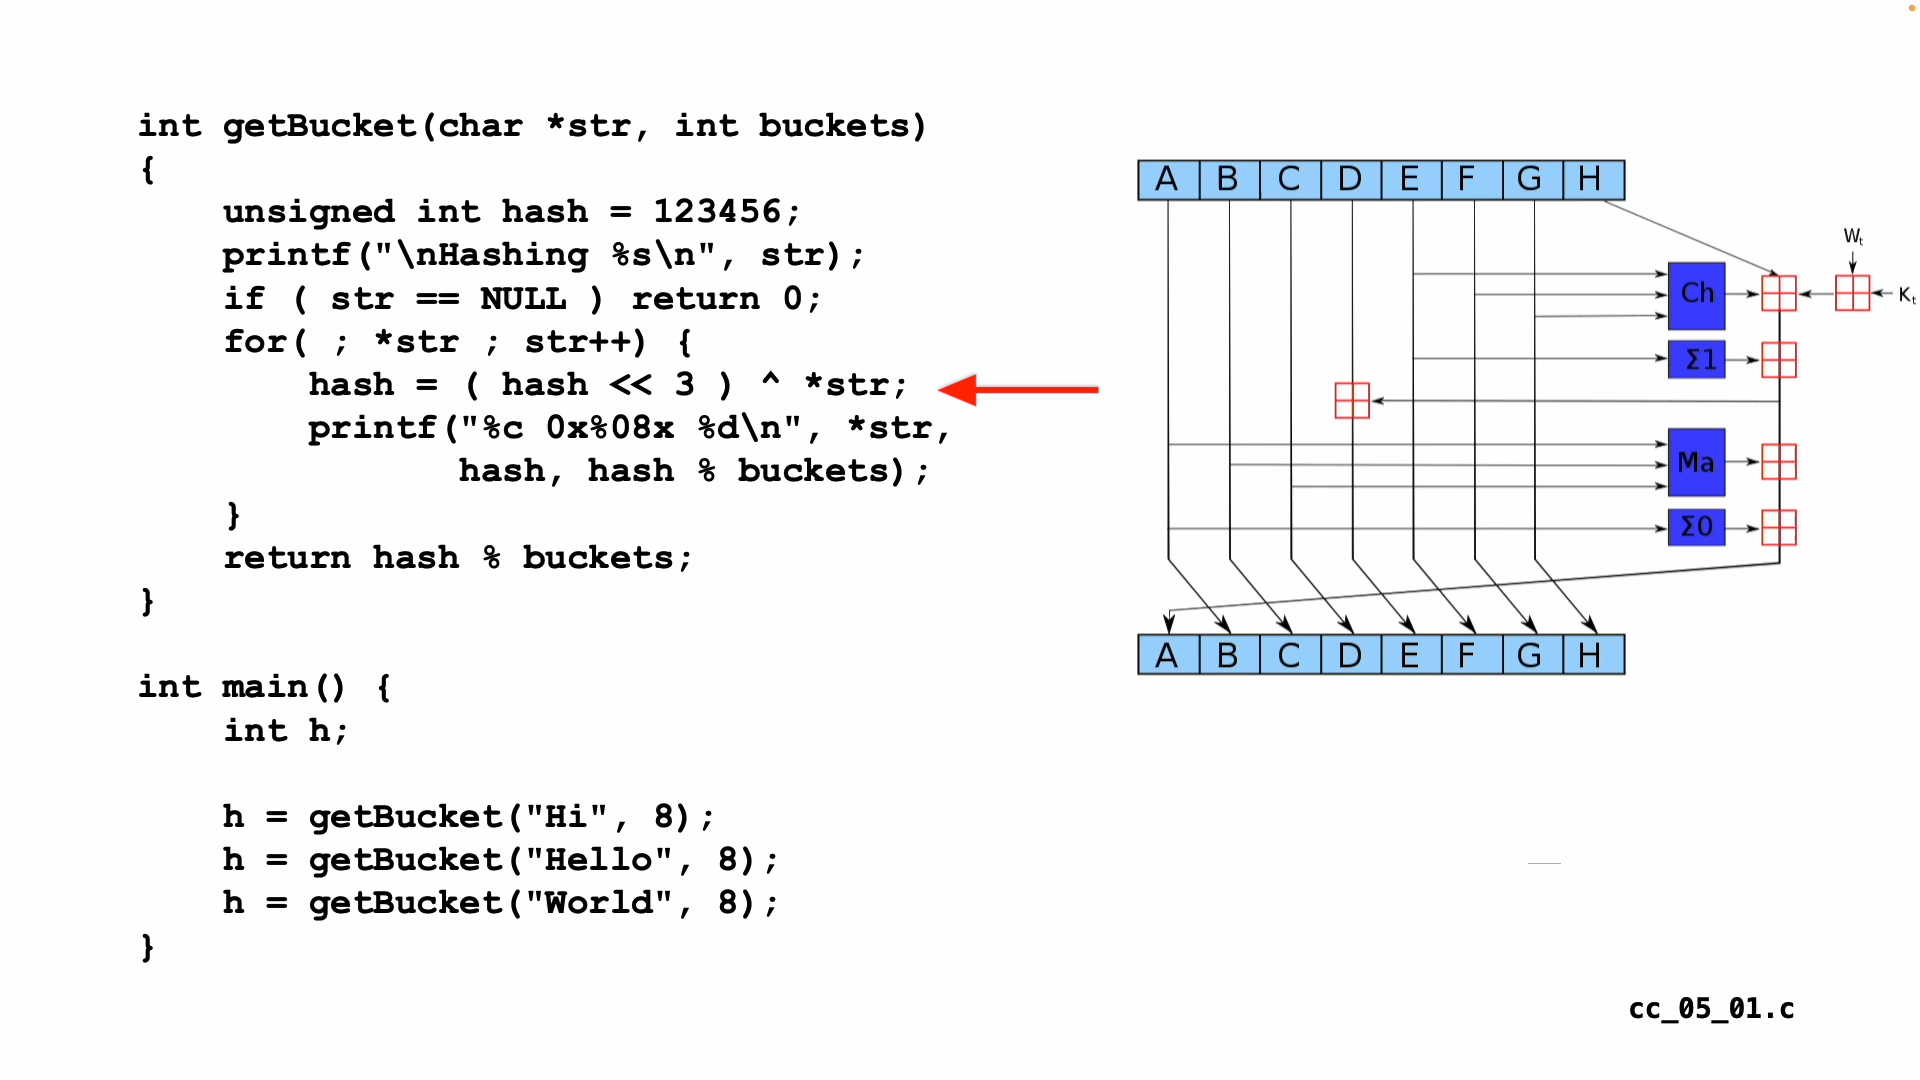 int getBucket(char *str, int buckets)
{
    unsigned int hash = 123456;
    printf("\nHashing %s\n", str);
    if ( str == NULL ) return 0;
    for( ; *str ; str++) {
        hash = ( hash << 3 ) ^ *str;
        printf("%c 0x%08x %d\n", *str,
               hash, hash % buckets);
    }
    return hash % buckets;
}
int main() {
    int h;
    h = getBucket("Hi", 8);
    h = getBucket("Hello", 8);
    h = getBucket("World", 8);
}
A B C D E F G H
Wt
Ch
Kt
Σ1
Ma
Σ0
A B C D E F G H
cc_05_01.c